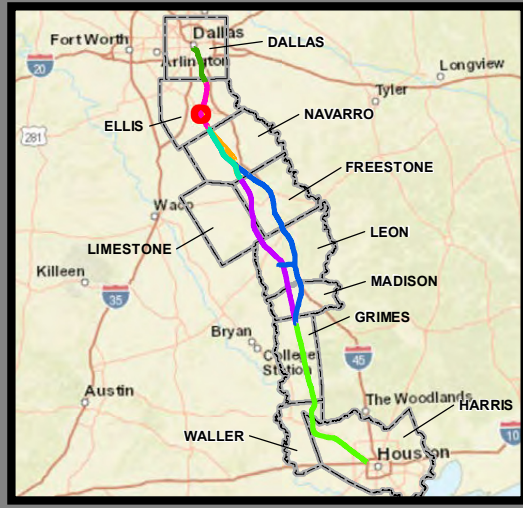 Dallas
Fort Worth
DALLAS
Arlington
Longview
20
Tyler
NAVARRO
ELLIS
281
FREESTONE
Waco
LEON
LIMESTONE
Killeen
MADISON
35
GRIMES
Bryan
College
Station
45
Austin
The Woodlands
HARRIS
WALLER
10
Houston